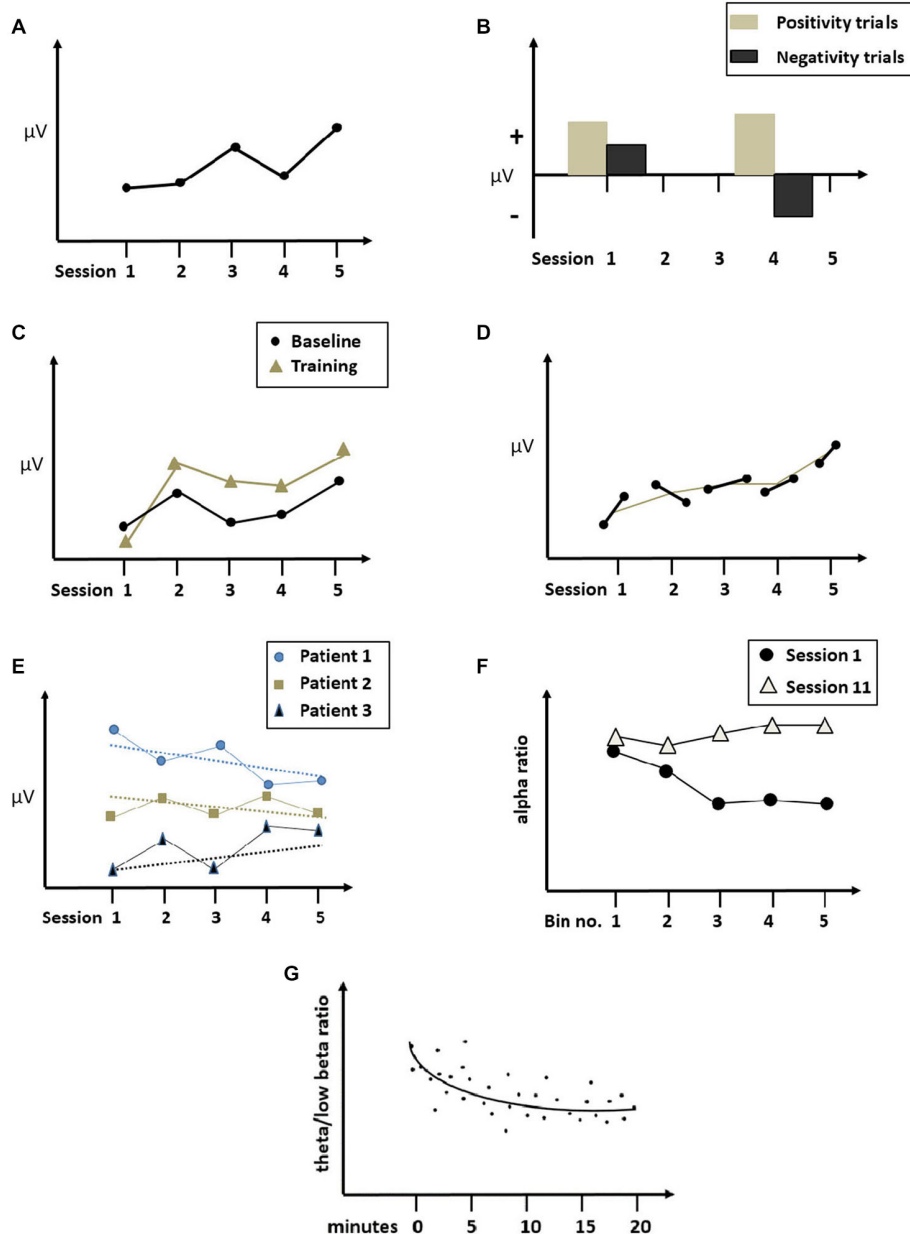 A
μV
Session 1 2 3 4 5
B
Positivity trials
Negativity trials
+
μV
-
Session 1 2 3 4 5
C
Baseline
Training
μV
Session 1 2 3 4 5
D
μV
Session 1 2 3 4 5
E
Patient 1
Patient 2
Patient 3
μV
Session 1 2 3 4 5
F
Session 1
Session 11
alpha ratio
Bin no. 1 2 3 4 5
G
theta/low beta ratio
minutes 0 5 10 15 20